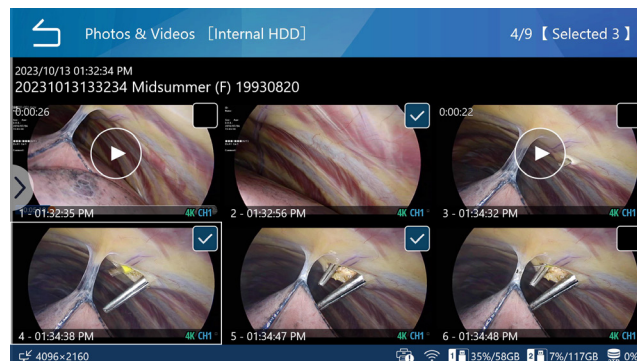 Photos & Videos [Internal HDD]
4/9 【 Selected 3 】
2023/10/13 01:32:34 PM
20231013133234 Midsummer (F) 19930820
0:00:26
0:00:22
1 - 01:32:35 PM 4K CH1
2 - 01:32:56 PM 4K CH1
3 - 01:34:32 PM 4K CH1
4 - 01:34:38 PM 4K CH1
5 - 01:34:47 PM 4K CH1
6 - 01:34:48 PM 4K CH1
4096×2160
1 35%/58GB 2 7%/117GB 0%